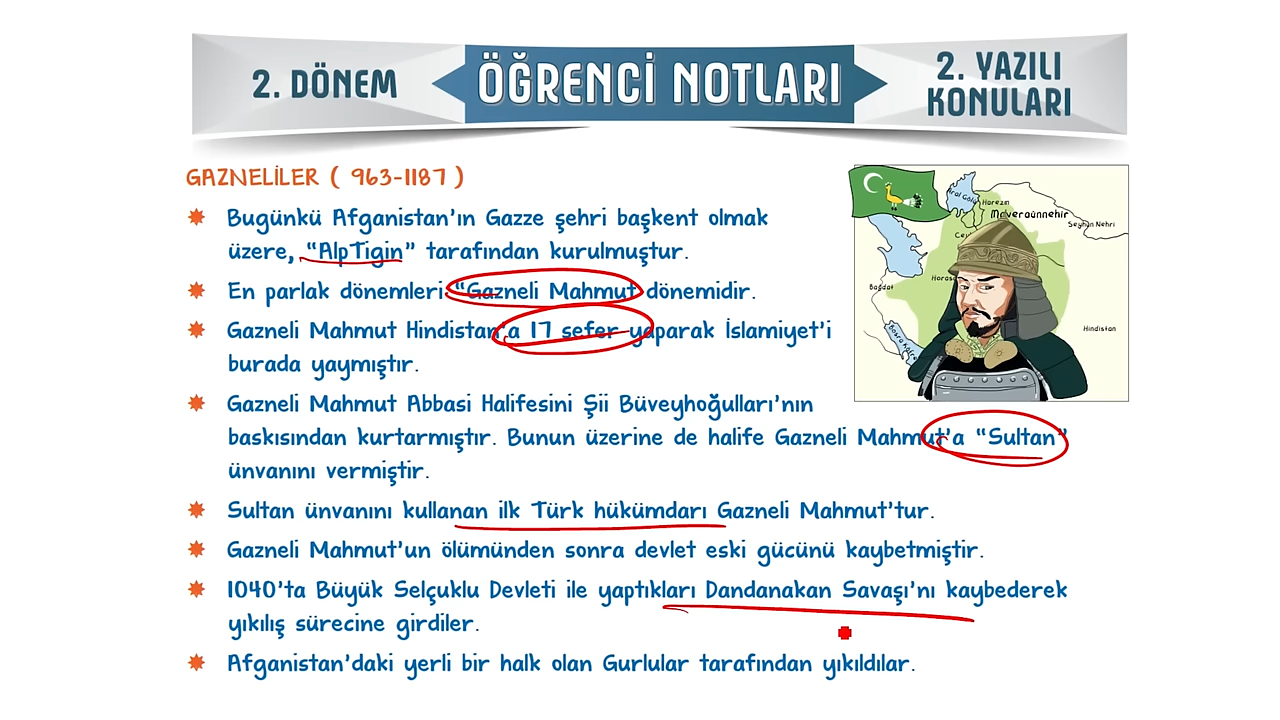 2. DÖNEM
ÖĞRENCİ NOTLARI
2. YAZILI
KONULARI
GAZNELİLER ( 963-1187 )
Bugünkü Afganistan'ın Gazze şehri başkent olmak
üzere, "AlpTigin" tarafından kurulmuştur.
En parlak dönemleri "Gazneli Mahmut dönemidir.
Gazneli Mahmut Hindistan'a 17 sefer yaparak İslamiyet'i
burada yaymıştır.
Gazneli Mahmut Abbasi Halifesini Şii Büveyhoğulları'nın
baskısından kurtarmıştır. Bunun üzerine de halife Gazneli Mahmut'a "Sultan"
ünvanını vermiştir.
Sultan ünvanını kullanan ilk Türk hükümdarı Gazneli Mahmut'tur.
Gazneli Mahmut'un ölümünden sonra devlet eski gücünü kaybetmiştir.
1040'ta Büyük Selçuklu Devleti ile yaptıkları Dandanakan Savaşı'nı kaybederek
yıkılış sürecine girdiler.
Afganistan'daki yerli bir halk olan Gurlular tarafından yıkıldılar.
Aral Gölü
Harezm
Maveraünnehir
Seyhun Nehri
Bağdat
Hindistan